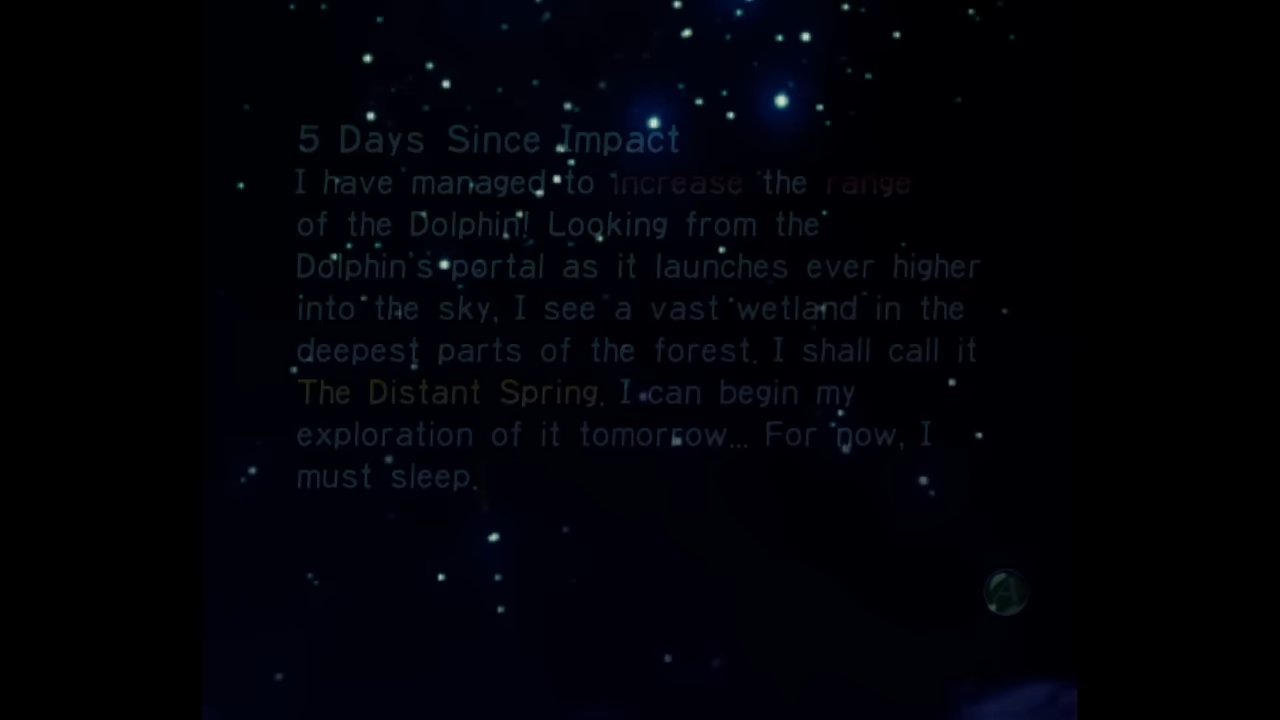 5 Days Since Impact
I have managed to increase the range
of the Dolphin! Looking from the
Dolphin's portal as it launches ever higher
into the sky, I see a vast wetland in the
deepest parts of the forest. I shall call it
The Distant Spring. I can begin my
exploration of it tomorrow... For now, I
must sleep.
A